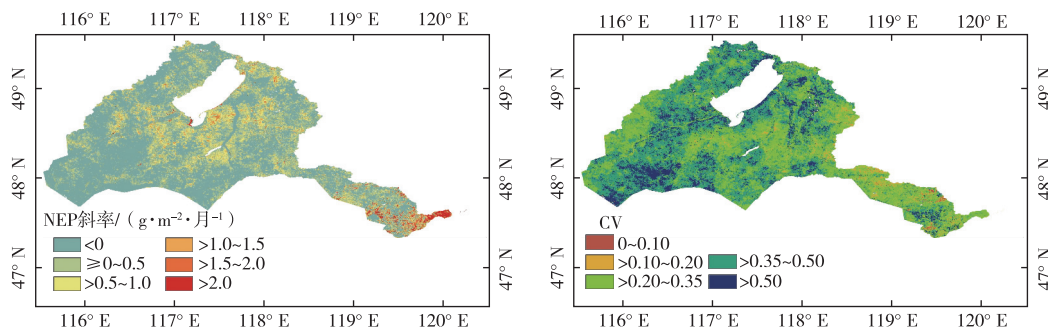 116° E 117° E 118° E 119° E 120° E
49° N
48° N
47° N
49° N
48° N
47° N
NEP斜率/（g·m⁻²·月⁻¹）
<0
≥0~0.5
>0.5~1.0
>1.0~1.5
>1.5~2.0
>2.0
116° E 117° E 118° E 119° E 120° E
116° E 117° E 118° E 119° E 120° E
49° N
48° N
47° N
49° N
48° N
47° N
CV
0~0.10
>0.10~0.20
>0.20~0.35
>0.35~0.50
>0.50
116° E 117° E 118° E 119° E 120° E